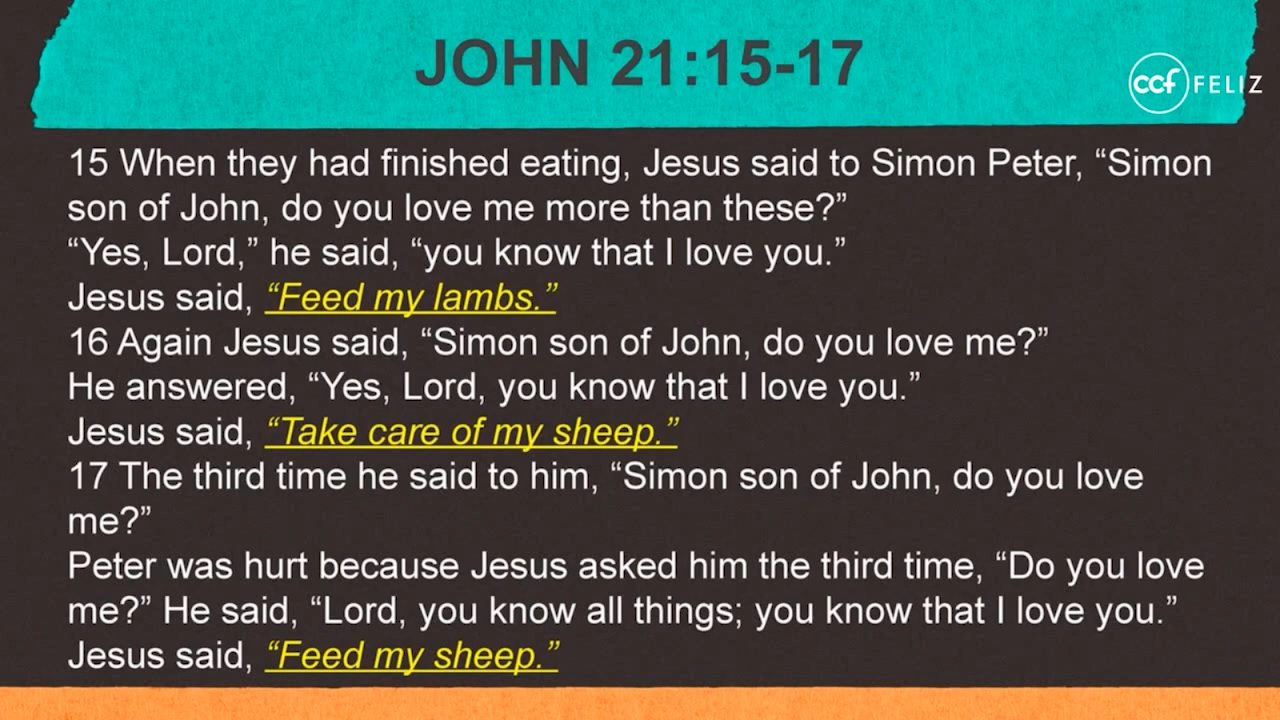 JOHN 21:15-17
ccf FELIZ
15 When they had finished eating, Jesus said to Simon Peter, “Simon
son of John, do you love me more than these?”
“Yes, Lord,” he said, “you know that I love you.”
Jesus said, “Feed my lambs.”
16 Again Jesus said, “Simon son of John, do you love me?”
He answered, “Yes, Lord, you know that I love you.”
Jesus said, “Take care of my sheep.”
17 The third time he said to him, “Simon son of John, do you love
me?”
Peter was hurt because Jesus asked him the third time, “Do you love
me?” He said, “Lord, you know all things; you know that I love you.”
Jesus said, “Feed my sheep.”